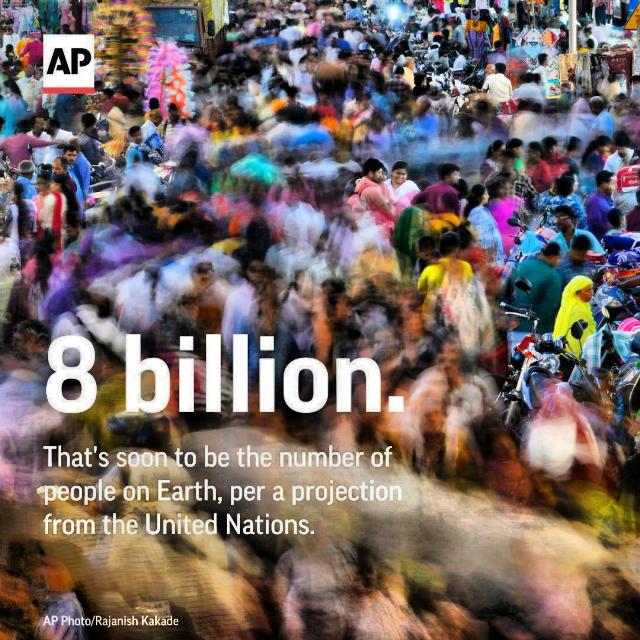 AP
8 billion.
That's soon to be the number of
people on Earth, per a projection
from the United Nations.
AP Photo/Rajanish Kakade